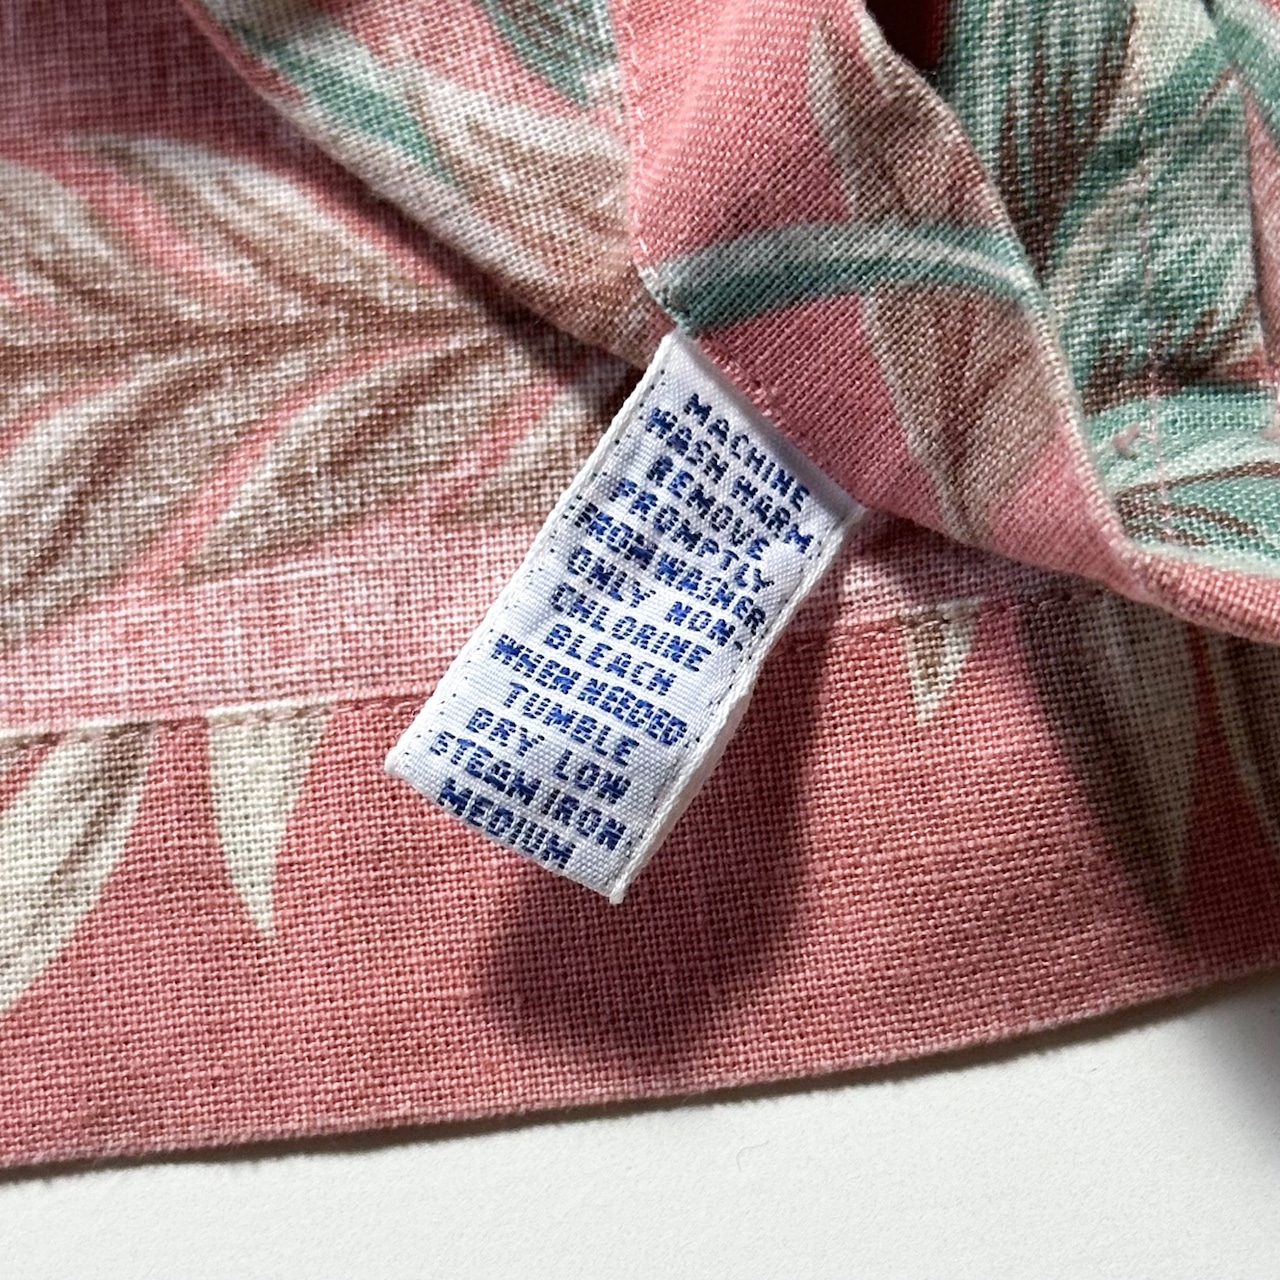 MACHINE
WASH WARM
REMOVE
PROMPTLY
FROM WASHER
ONLY NON-
CHLORINE
BLEACH
WHEN NEEDED
TUMBLE
DRY LOW
STEAM IRON
MEDIUM